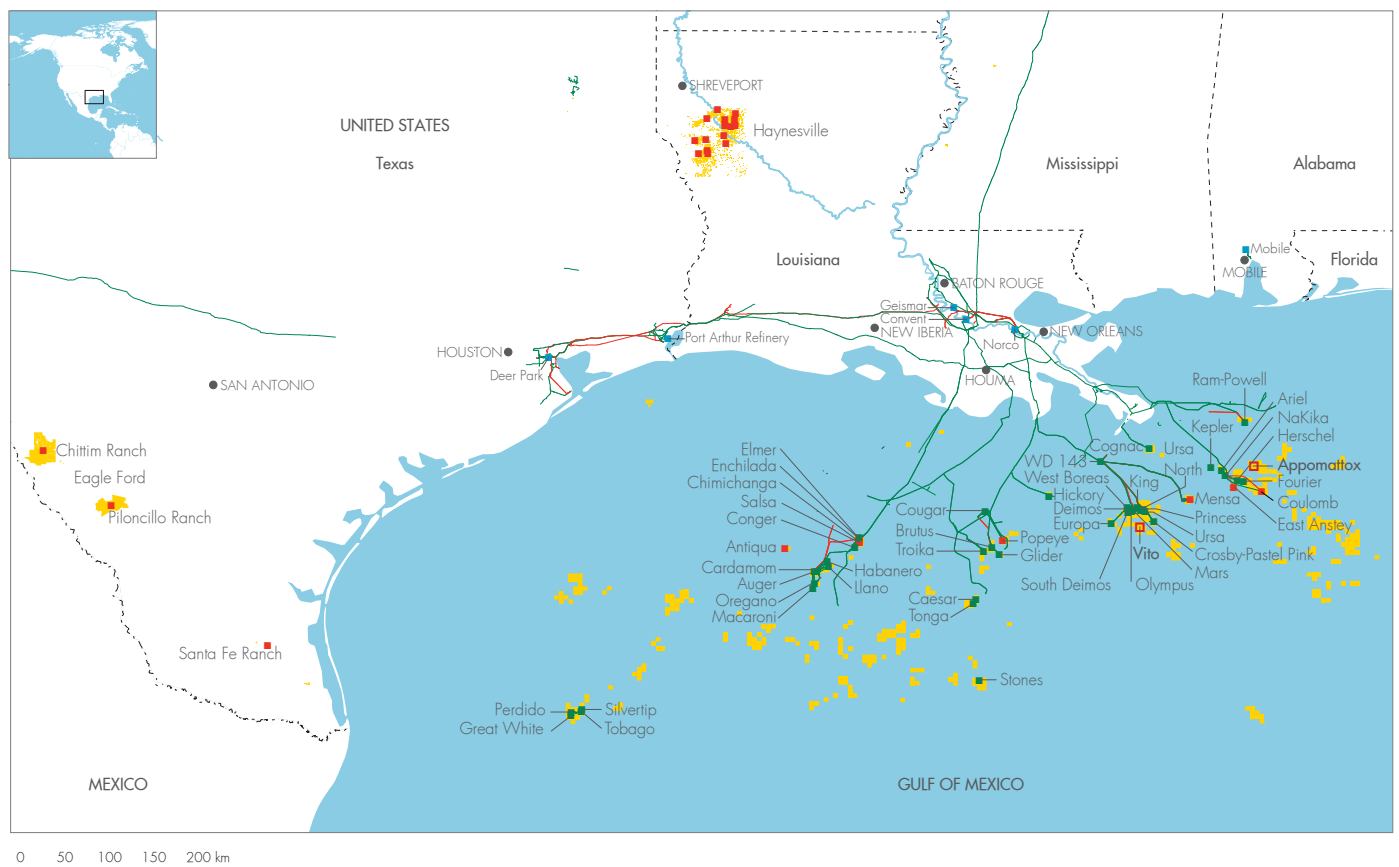 SHREVEPORT
UNITED STATES
Haynesville
Texas
Mississippi
Alabama
Mobile
Louisiana
Florida
MOBILE
BATON ROUGE
Geismar
Convent
NEW IBERIA
NEW ORLEANS
Port Arthur Refinery
Norco
HOUSTON
Deer Park
HOUMA
SAN ANTONIO
Ram-Powell
Ariel
NaKika
Kepler
Herschel
Chittim Ranch
Eagle Ford
Piloncillo Ranch
Elmer
Enchilada
Chimichanga
Salsa
Conger
Antiqua
Cardamom
Auger
Oregano
Macaroni
Habanero
Llano
Cougar
Brutus
Troika
Popeye
Glider
Caesar
Tonga
Cognac
Ursa
WD 143
North
West Boreas
King
Hickory
Deimos
Europa
Mensa
Princess
Ursa
Crosby-Pastel Pink
Vito
Mars
South Deimos
Olympus
Appomattox
Fourier
Coulomb
East Anstey
Santa Fe Ranch
Stones
Perdido
Silvertip
Great White
Tobago
MEXICO
GULF OF MEXICO
0 50 100 150 200 km